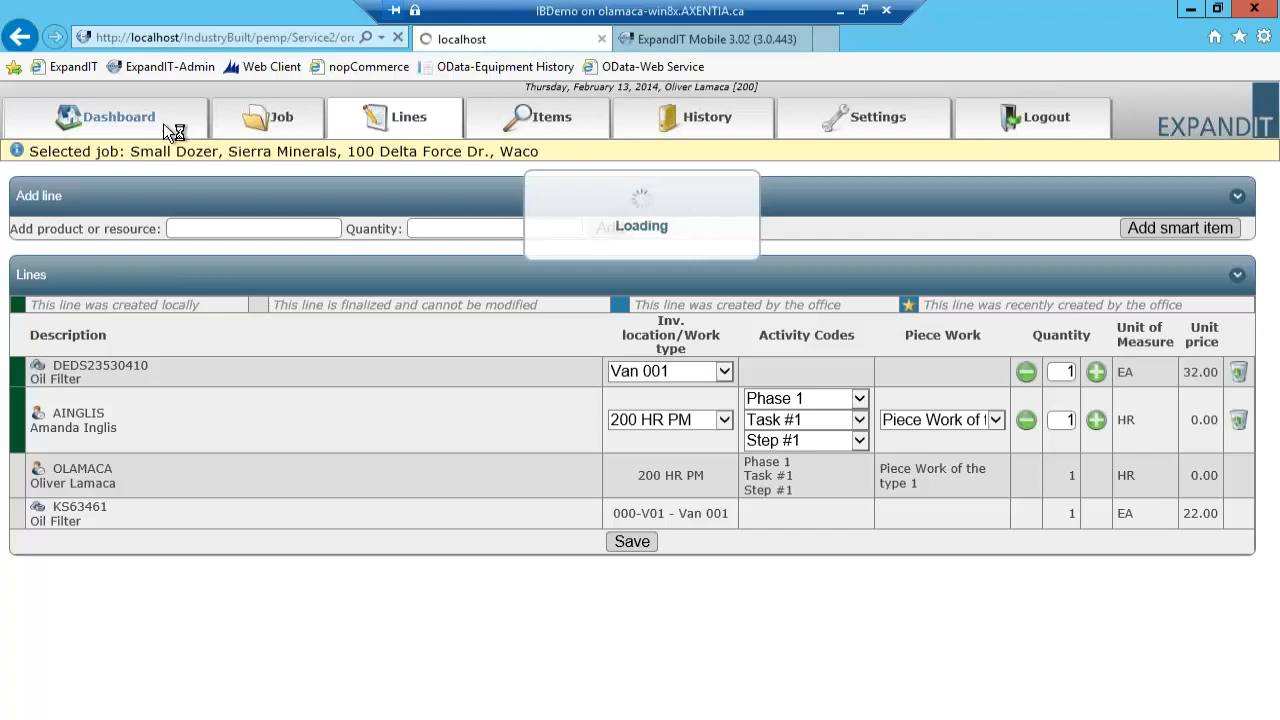 IBDemo on olamaca-win8x.AXENTIA.ca
http://localhost/IndustryBuilt/pemp/Service2/or
localhost
ExpandIT Mobile 3.02 (3.0.443)
ExpandIT
ExpandIT-Admin
Web Client
nopCommerce
OData-Equipment History
OData-Web Service
Thursday, February 13, 2014, Oliver Lamaca [200]
Dashboard
Job
Lines
Items
History
Settings
Logout
EXPANDIT
Selected job: Small Dozer, Sierra Minerals, 100 Delta Force Dr., Waco
Add line
Add product or resource:
Quantity:
Loading
Add smart item
Lines
This line was created locally
This line is finalized and cannot be modified
This line was created by the office
This line was recently created by the office
Description
Inv. location/Work type
Activity Codes
Piece Work
Quantity
Unit of Measure
Unit price
DEDS23530410
Oil Filter
Van 001
1
EA
32.00
AINGLIS
Amanda Inglis
200 HR PM
Phase 1
Task #1
Step #1
Piece Work of t
1
HR
0.00
OLAMACA
Oliver Lamaca
200 HR PM
Phase 1
Task #1
Step #1
Piece Work of the type 1
1
HR
0.00
KS63461
Oil Filter
000-V01 - Van 001
1
EA
22.00
Save